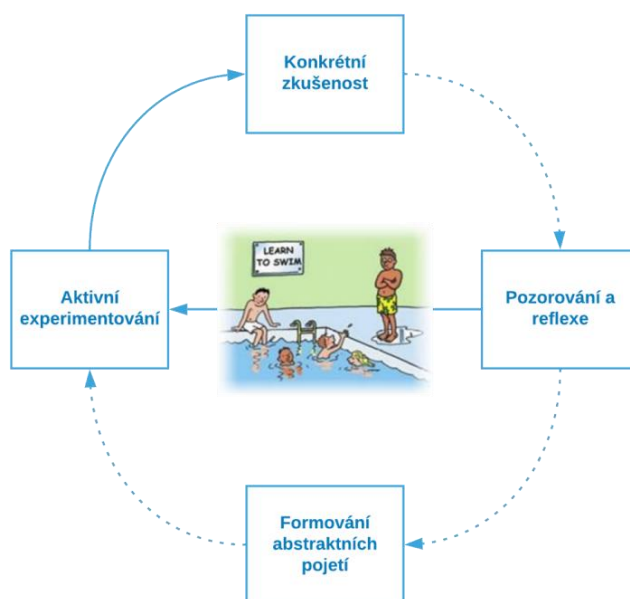 Konkrétní
zkušenost
LEARN
TO SWIM
Aktivní
experimentování
Pozorování a
reflexe
Formování
abstraktních
pojetí